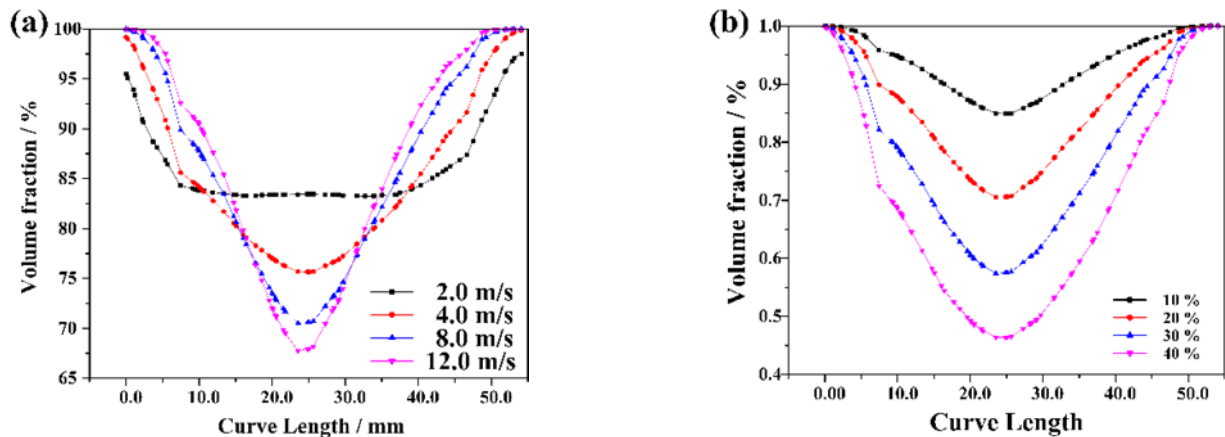 (a)
100
95
90
85
80
75
70
65
Volume fraction / %
0.0 10.0 20.0 30.0 40.0 50.0
Curve Length / mm
2.0 m/s
4.0 m/s
8.0 m/s
12.0 m/s
(b)
1.0
0.9
0.8
0.7
0.6
0.5
0.4
Volume fraction / %
0.00 10.0 20.0 30.0 40.0 50.0
Curve Length
10 %
20 %
30 %
40 %